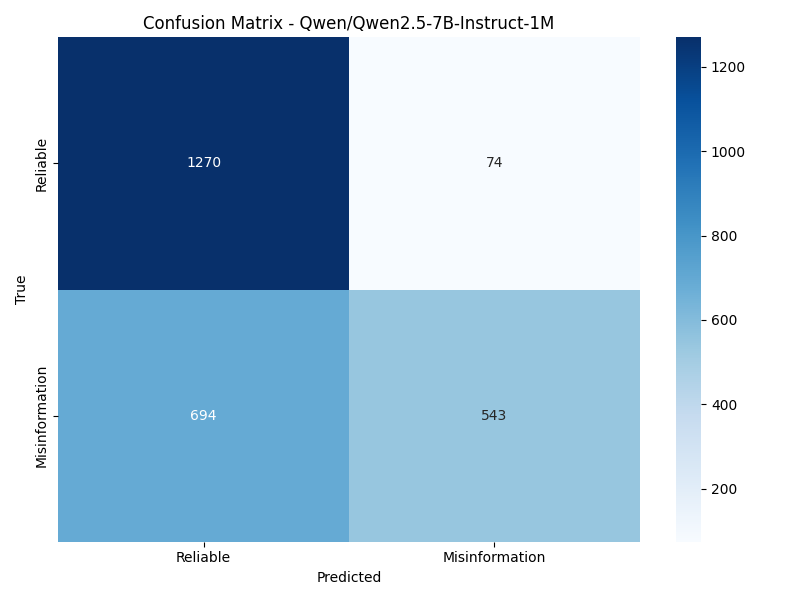 Confusion Matrix - Qwen/Qwen2.5-7B-Instruct-1M
True
Reliable
Misinformation
1270
74
694
543
Reliable
Misinformation
Predicted
1200
1000
800
600
400
200